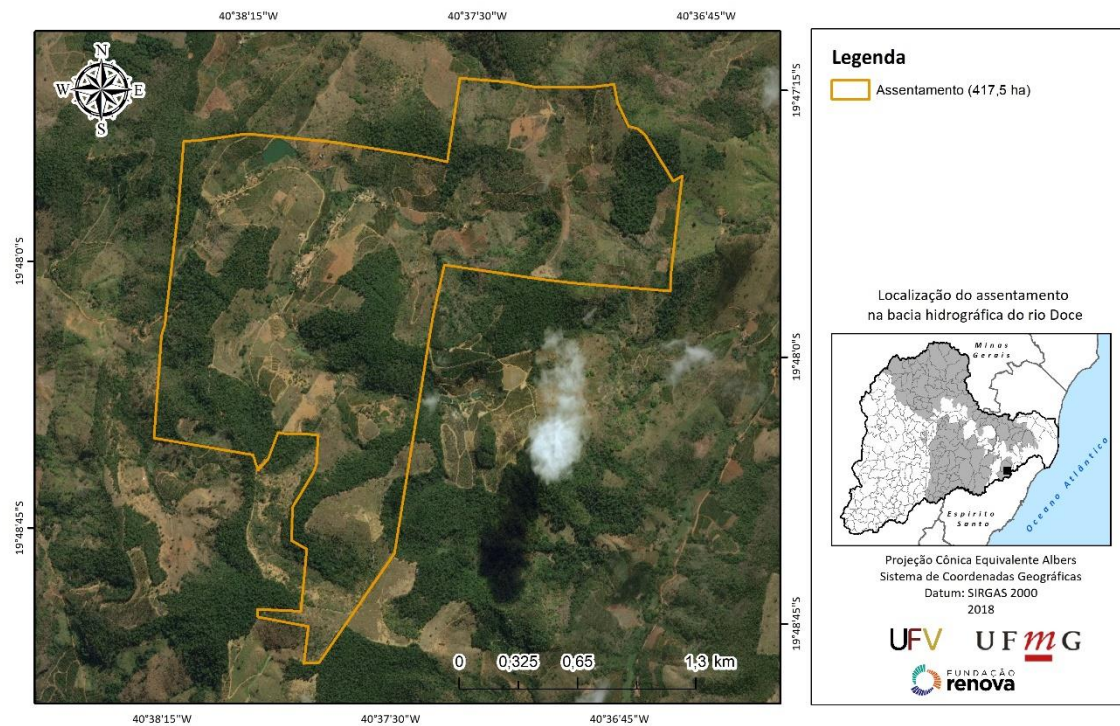 40°38'15"W
40°37'30"W
40°36'45"W
N
W
E
S
19°47'15"S
19°48'0"S
19°48'0"S
19°48'45"S
19°48'45"S
0 0,325 0,65 1,3 km
40°38'15"W
40°37'30"W
40°36'45"W
Legenda
Assentamento (417,5 ha)
Localização do assentamento
na bacia hidrográfica do rio Doce
Minas
Gerais
Espírito
Santo
Oceano Atlântico
Projeção Cônica Equivalente Albers
Sistema de Coordenadas Geográficas
Datum: SIRGAS 2000
2018
UFV
UFmG
FUNDAÇÃO
renova